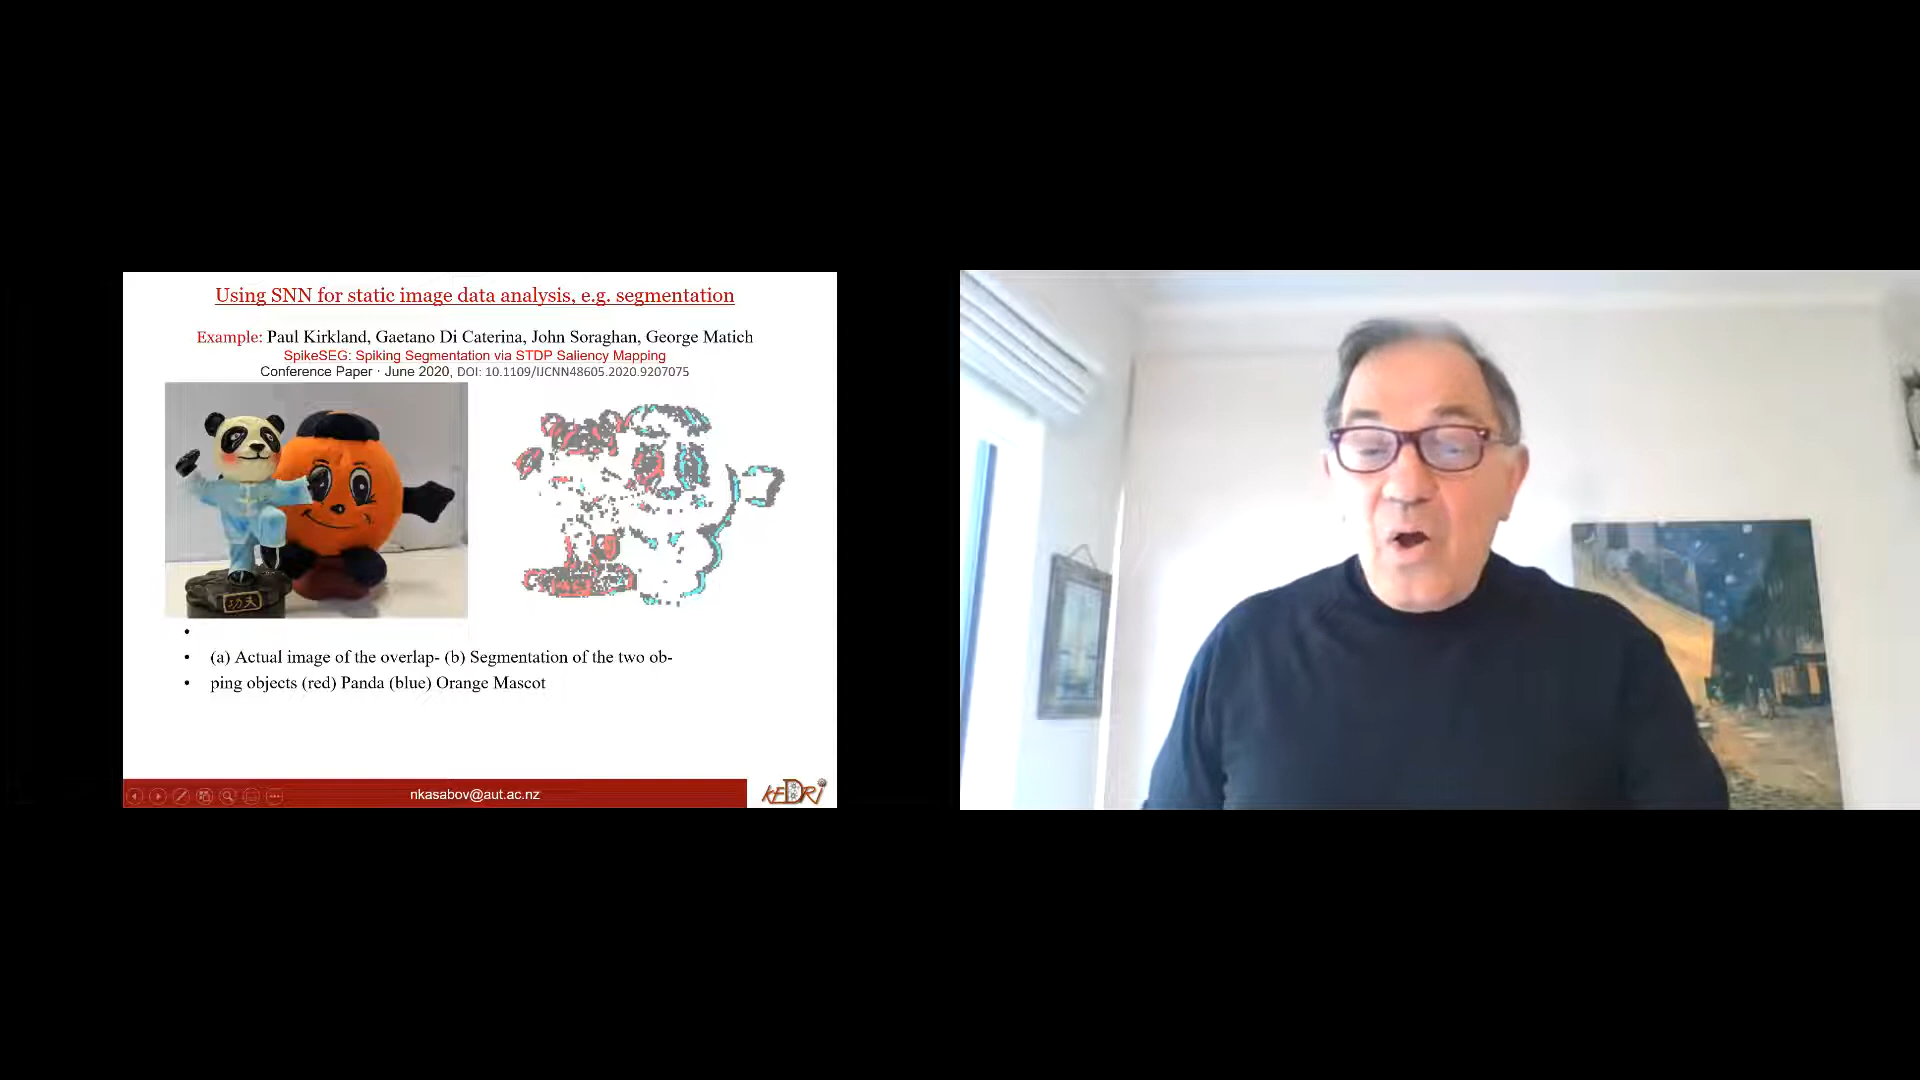 Using SNN for static image data analysis, e.g. segmentation
Example: Paul Kirkland, Gaetano Di Caterina, John Soraghan, George Matich
SpikeSEG: Spiking Segmentation via STDP Saliency Mapping
Conference Paper · June 2020, DOI: 10.1109/IJCNN48605.2020.9207075
功夫
• 
• (a) Actual image of the overlap- (b) Segmentation of the two ob-
• ping objects (red) Panda (blue) Orange Mascot
nkasabov@aut.ac.nz
KEDRI